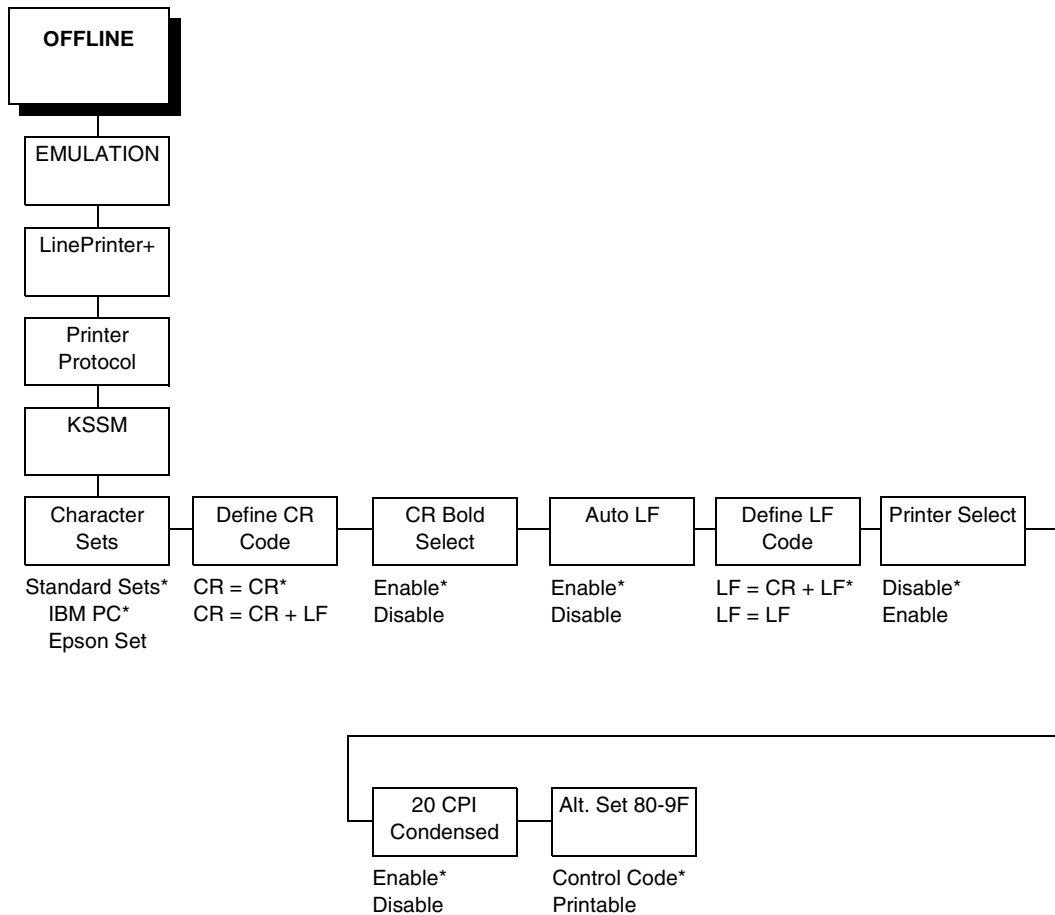 OFFLINE
EMULATION
LinePrinter+
Printer
Protocol
KSSM
Character
Sets
Standard Sets*
IBM PC*
Epson Set
Define CR
Code
CR = CR*
CR = CR + LF
CR Bold
Select
Enable*
Disable
Auto LF
Enable*
Disable
Define LF
Code
LF = CR + LF*
LF = LF
Printer Select
Disable*
Enable
20 CPI
Condensed
Enable*
Disable
Alt. Set 80-9F
Control Code*
Printable